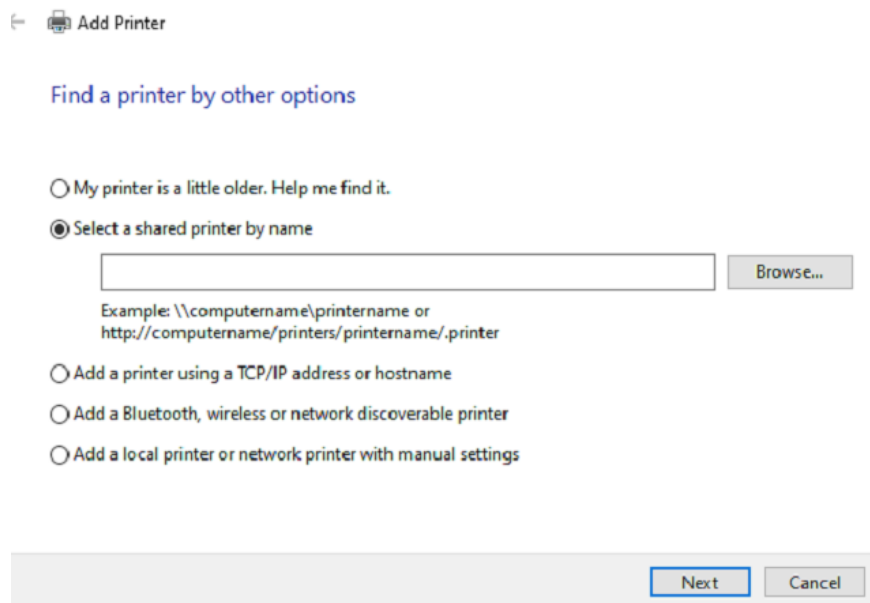 Add Printer
Find a printer by other options
My printer is a little older. Help me find it.
Select a shared printer by name
Browse...
Example: \\computername\printername or
http://computername/printers/printername/.printer
Add a printer using a TCP/IP address or hostname
Add a Bluetooth, wireless or network discoverable printer
Add a local printer or network printer with manual settings
Next
Cancel